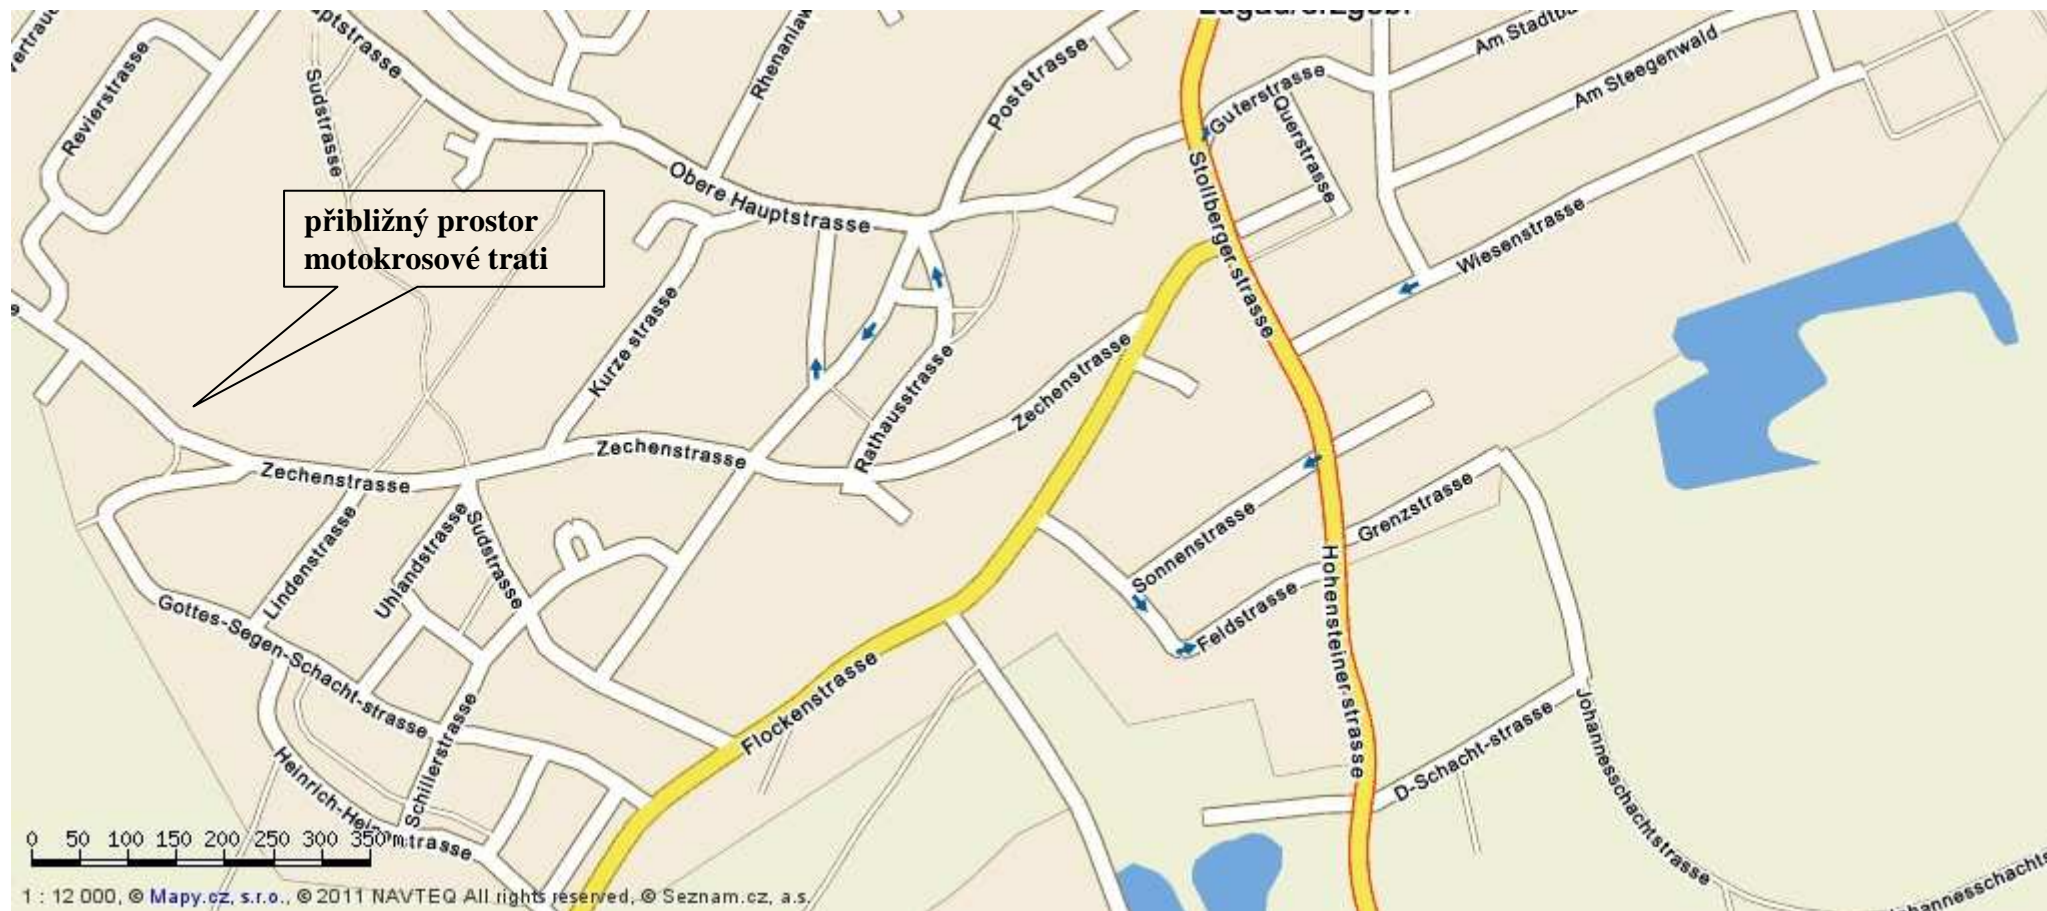 Revierstrasse
Sudstrasse
Poststrasse
Guterstrasse
Querstrasse
Am Steegenwald
Obere Hauptstrasse
Stollberger strasse
Wiesenstrasse
přibližný prostor
motokrosové trati
Kurze strasse
Rathausstrasse
Zechenstrasse
Zechenstrasse
Zechenstrasse
Lindenstrasse
Uhlandstrasse
Sudstrasse
Sonnenstrasse
Grenzstrasse
Feldstrasse
Hohensteiner strasse
Gottes-Segen-Schacht-strasse
Schillerstrasse
Flockenstrasse
D-Schacht-strasse
Johannesschachtstrasse
0 50 100 150 200 250 300 350 m
1 : 12 000, © Mapy.cz, s.r.o., © 2011 NAVTEQ All rights reserved, © Seznam.cz, a.s.